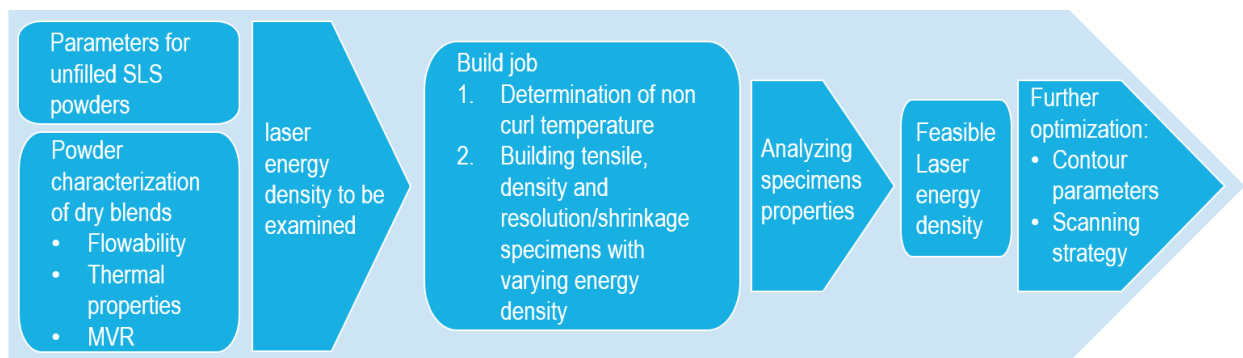 Parameters for
unfilled SLS
powders
Powder
characterization
of dry blends
• Flowability
• Thermal
properties
• MVR
laser
energy
density to be
examined
Build job
1. Determination of non
curl temperature
2. Building tensile,
density and
resolution/shrinkage
specimens with
varying energy
density
Analyzing
specimens
properties
Feasible
Laser
energy
density
Further
optimization:
• Contour
parameters
• Scanning
strategy